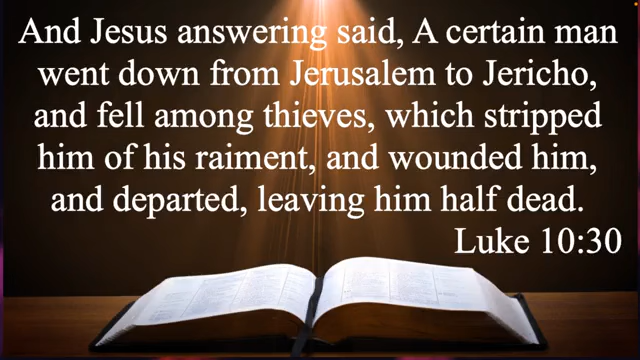 And Jesus answering said, A certain man
went down from Jerusalem to Jericho,
and fell among thieves, which stripped
him of his raiment, and wounded him,
and departed, leaving him half dead.
Luke 10:30